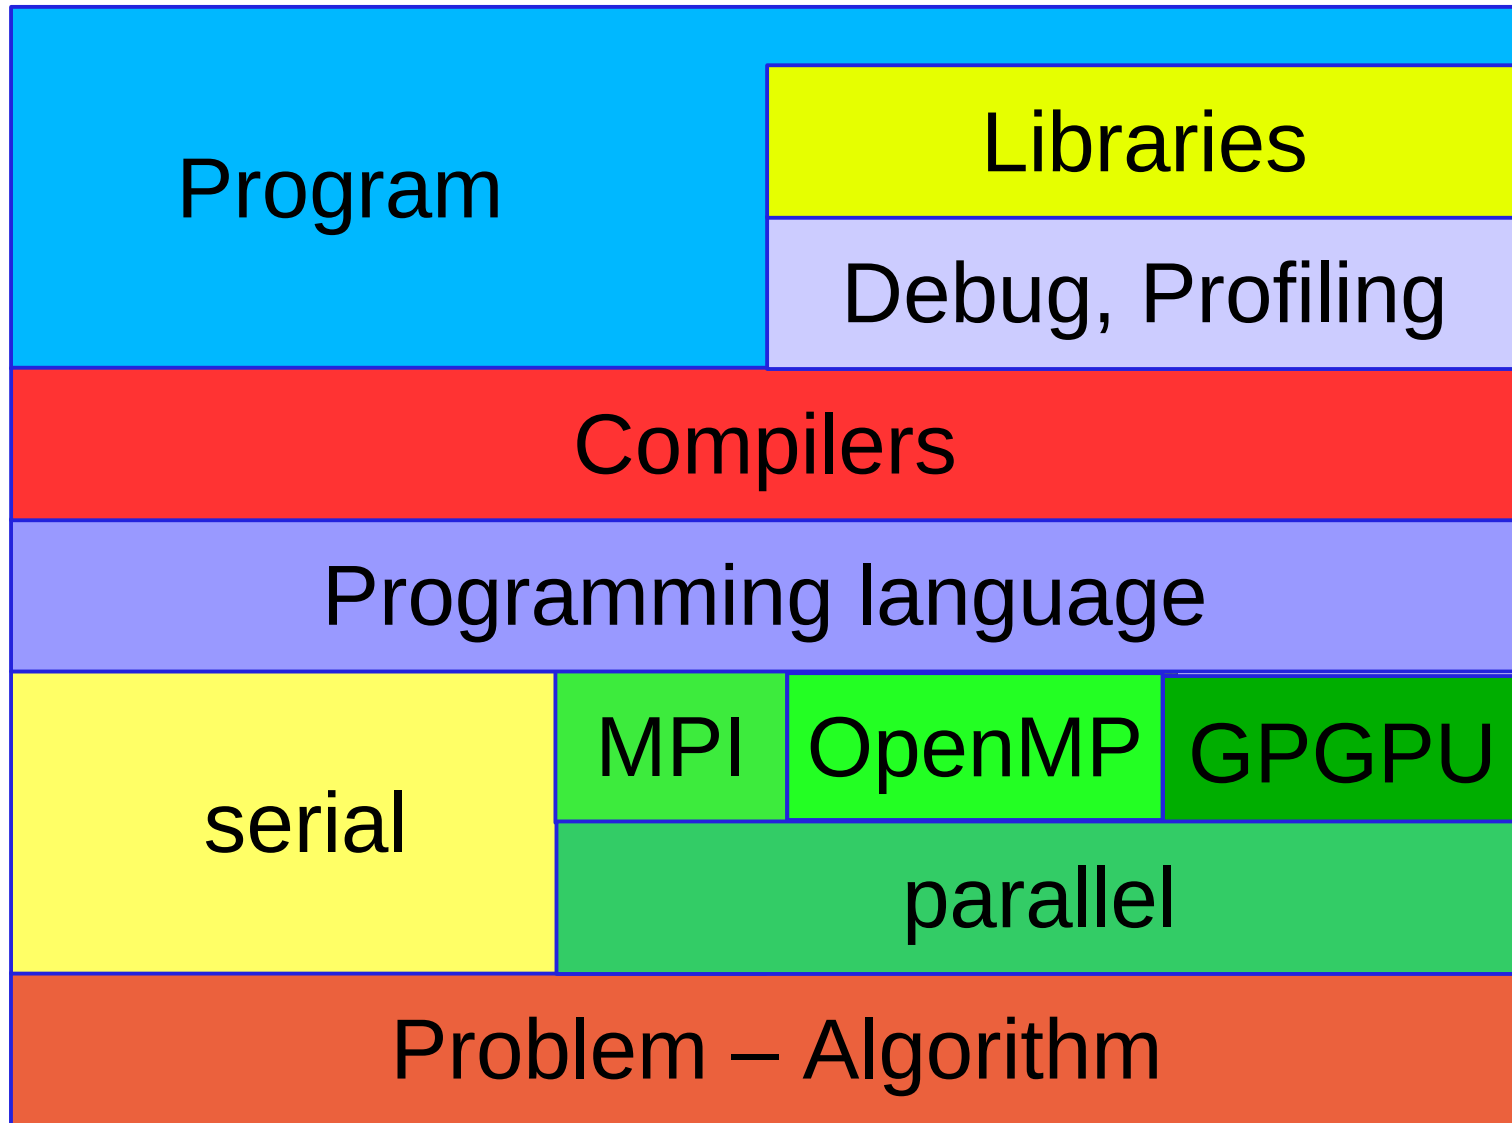 Program
Libraries
Debug, Profiling
Compilers
Programming language
serial
MPI
OpenMP
GPGPU
parallel
Problem – Algorithm